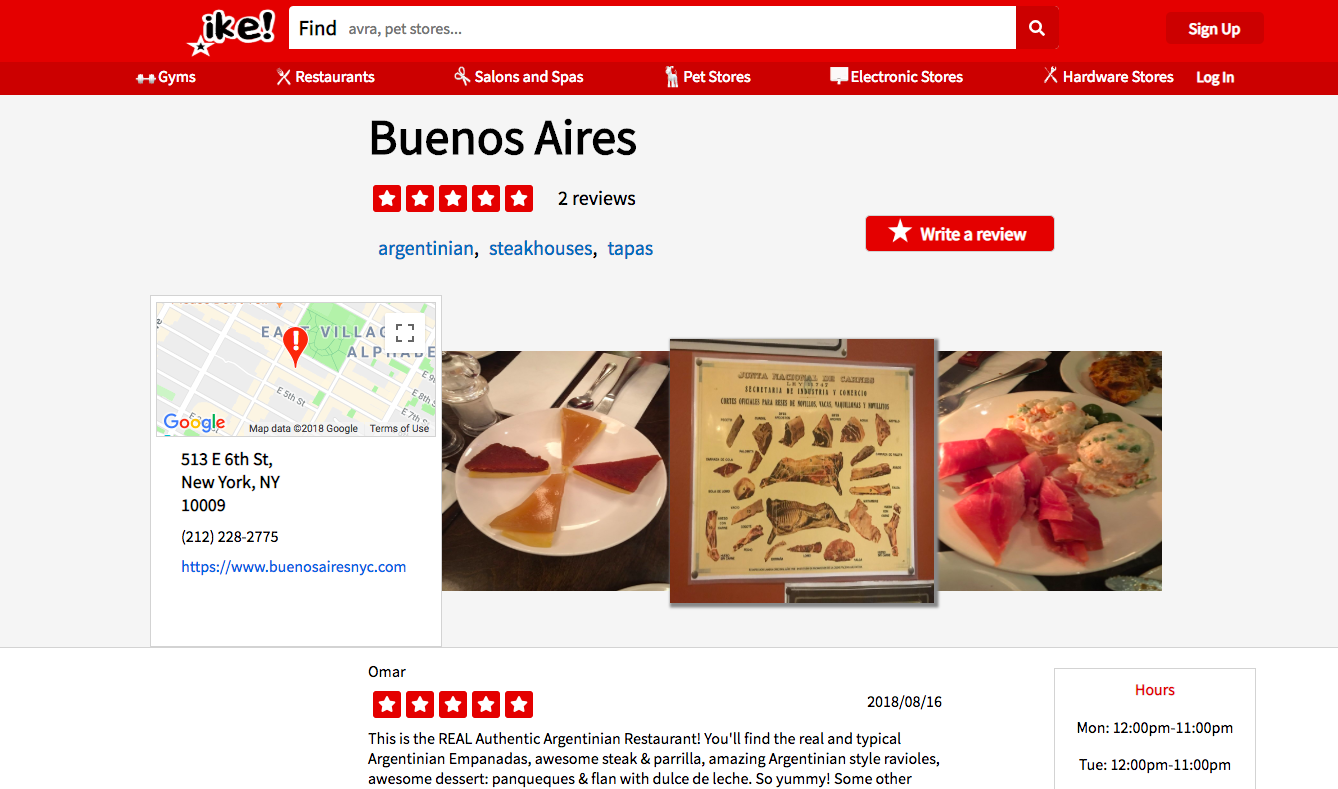 ike!
Find avra, pet stores...
Sign Up
Gyms Restaurants Salons and Spas Pet Stores Electronic Stores Hardware Stores Log In
Buenos Aires
2 reviews
argentinian, steakhouses, tapas
Write a review
EAST VILLAG
ALPHABE
E 5th St
E 6th St
E 7th St
E 8th
E 9
Google
Map data ©2018 Google Terms of Use
513 E 6th St,
New York, NY
10009
(212) 228-2775
https://www.buenosairesnyc.com
JUNTA NACIONAL DE CARNES
SECRETARIA DE INDUSTRIA Y COMERCIO
CORTES OFICIALES PARA RESES DE NOVILLOS, VACAS, VAQUILLONAS Y NOVILLITOS
Omar
2018/08/16
This is the REAL Authentic Argentinian Restaurant! You'll find the real and typical
Argentinian Empanadas, awesome steak & parrilla, amazing Argentinian style ravioles,
awesome dessert: panqueques & flan with dulce de leche. So yummy! Some other
Hours
Mon: 12:00pm-11:00pm
Tue: 12:00pm-11:00pm